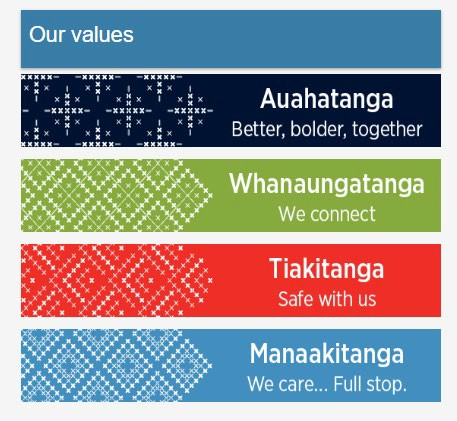 Our values
Auahatanga
Better, bolder, together
Whanaungatanga
We connect
Tiakitanga
Safe with us
Manaakitanga
We care... Full stop.